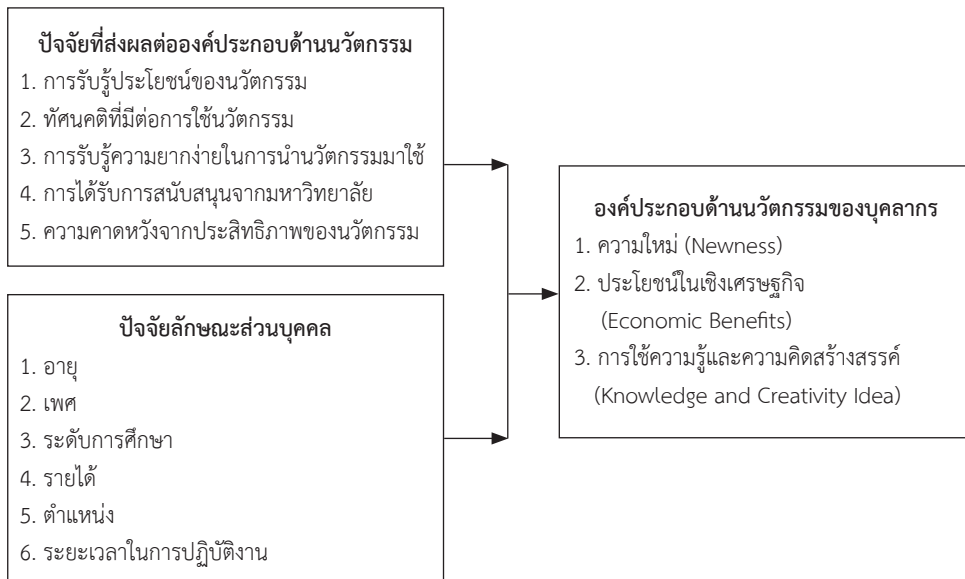 ปัจจัยที่ส่งผลต่อองค์ประกอบด้านนวัตกรรม
1. การรับรู้ประโยชน์ของนวัตกรรม
2. ทัศนคติที่มีต่อการใช้นวัตกรรม
3. การรับรู้ความยากง่ายในการนำนวัตกรรมมาใช้
4. การได้รับการสนับสนุนจากมหาวิทยาลัย
5. ความคาดหวังจากประสิทธิภาพของนวัตกรรม
ปัจจัยลักษณะส่วนบุคคล
1. อายุ
2. เพศ
3. ระดับการศึกษา
4. รายได้
5. ตำแหน่ง
6. ระยะเวลาในการปฏิบัติงาน
องค์ประกอบด้านนวัตกรรมของบุคลากร
1. ความใหม่ (Newness)
2. ประโยชน์ในเชิงเศรษฐกิจ
(Economic Benefits)
3. การใช้ความรู้และความคิดสร้างสรรค์
(Knowledge and Creativity Idea)